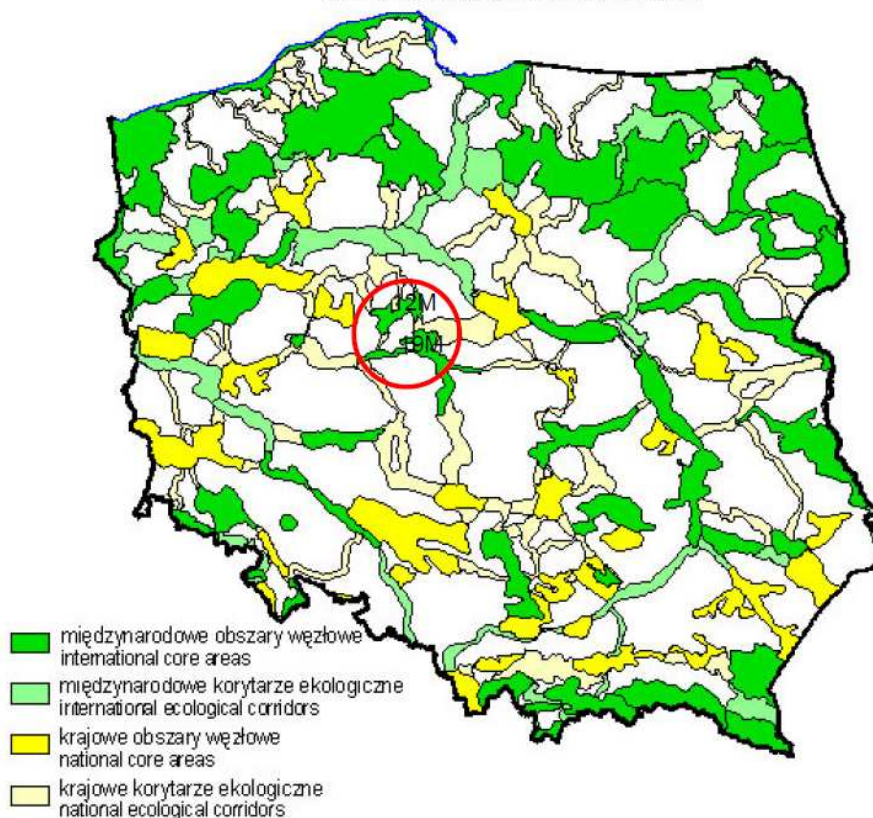 12M
19M
międzynarodowe obszary węzłowe
international core areas
międzynarodowe korytarze ekologiczne
international ecological corridors
krajowe obszary węzłowe
national core areas
krajowe korytarze ekologiczne
national ecological corridors